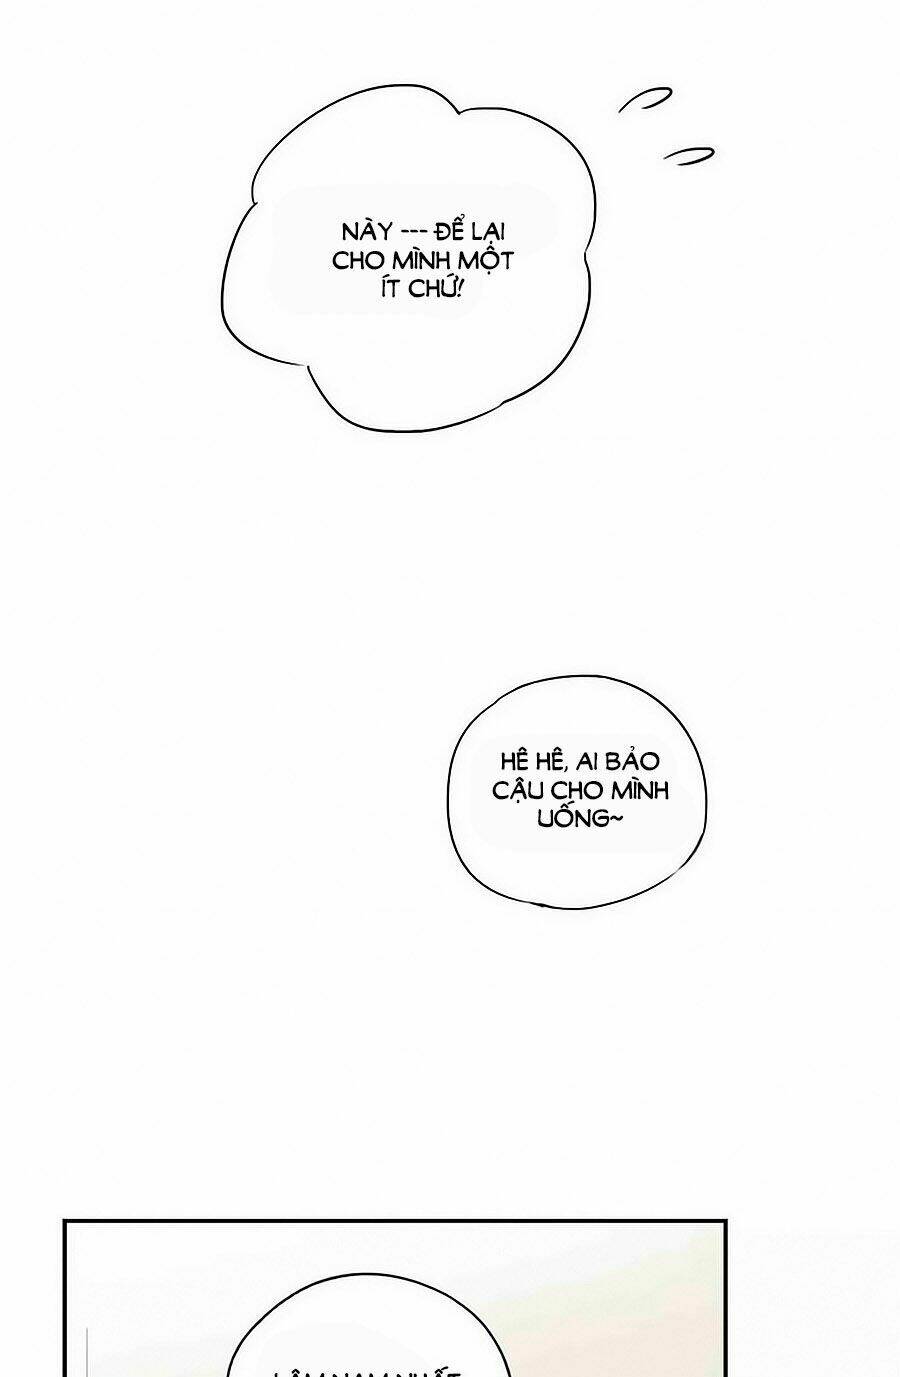 NÀY --- ĐỂ LẠI
CHO MÌNH MỘT
ÍT CHỨ!
HÊ HÊ, AI BẢO
CẬU CHO MÌNH
UỐNG~